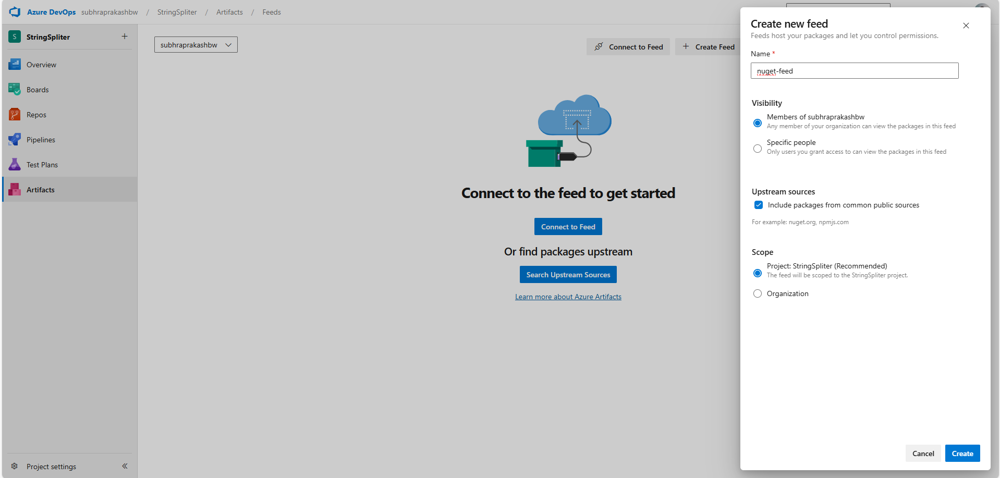 Azure DevOps subhraprakashbw / StringSpliter / Artifacts / Feeds
S StringSpliter +
Overview
Boards
Repos
Pipelines
Test Plans
Artifacts
Project settings
subhraprakashbw
Connect to Feed
+ Create Feed
Connect to the feed to get started
Connect to Feed
Or find packages upstream
Search Upstream Sources
Learn more about Azure Artifacts
Create new feed
Feeds host your packages and let you control permissions.
Name *
nuget-feed
Visibility
Members of subhraprakashbw
Any member of your organization can view the packages in this feed
Specific people
Only users you grant access to can view the packages in this feed
Upstream sources
Include packages from common public sources
For example: nuget.org, npmjs.com
Scope
Project: StringSpliter (Recommended)
The feed will be scoped to the StringSpliter project.
Organization
Cancel
Create